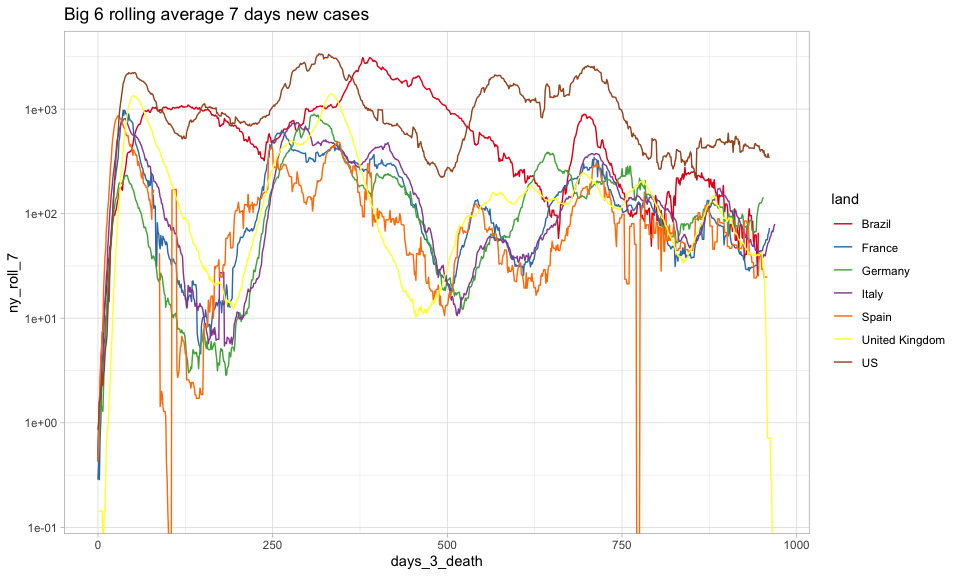 Big 6 rolling average 7 days new cases
ny_roll_7
1e+03
1e+02
1e+01
1e+00
1e-01
0 250 500 750 1000
days_3_death
land
Brazil
France
Germany
Italy
Spain
United Kingdom
US